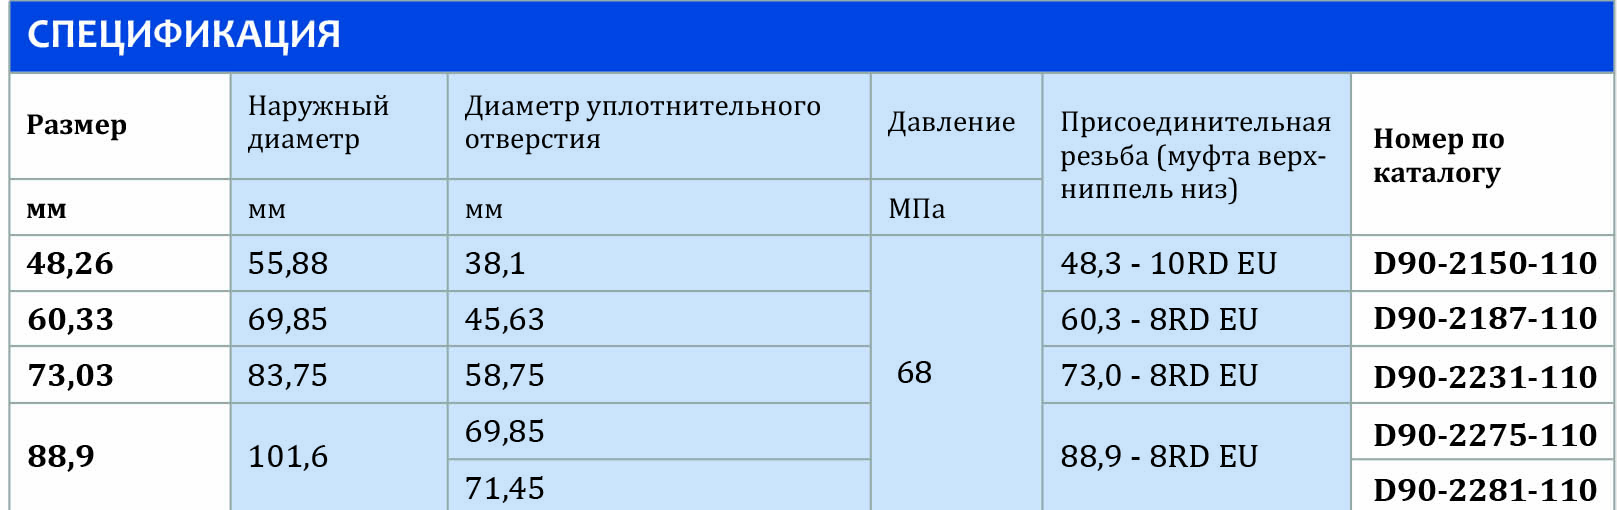 СПЕЦИФИКАЦИЯ
Размер
Наружный
диаметр
Диаметр уплотнительного
отверстия
Давление
Присоединительная
резьба (муфта верх-
ниппель низ)
Номер по
каталогу
мм
мм
мм
МПа
48,26 55,88 38,1 48,3 - 10RD EU D90-2150-110
60,33 69,85 45,63 60,3 - 8RD EU D90-2187-110
73,03 83,75 58,75 68 73,0 - 8RD EU D90-2231-110
88,9 101,6 69,85 88,9 - 8RD EU D90-2275-110
71,45 D90-2281-110